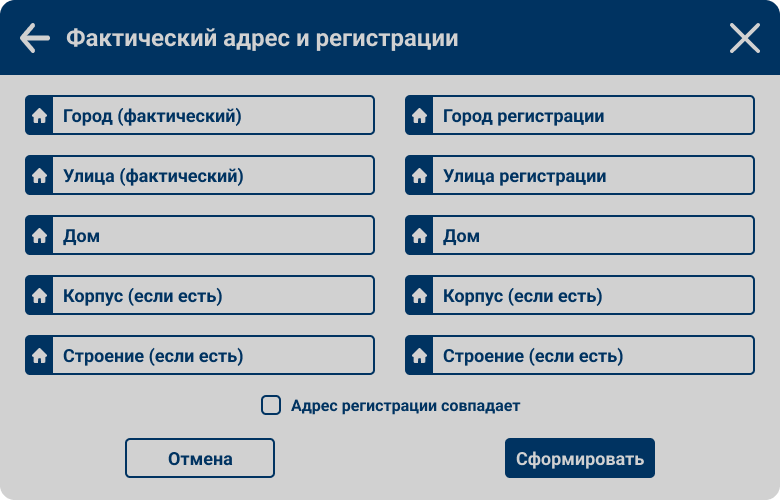 Фактический адрес и регистрации
Город (фактический)
Город регистрации
Улица (фактический)
Улица регистрации
Дом
Дом
Корпус (если есть)
Корпус (если есть)
Строение (если есть)
Строение (если есть)
Адрес регистрации совпадает
Отмена
Сформировать